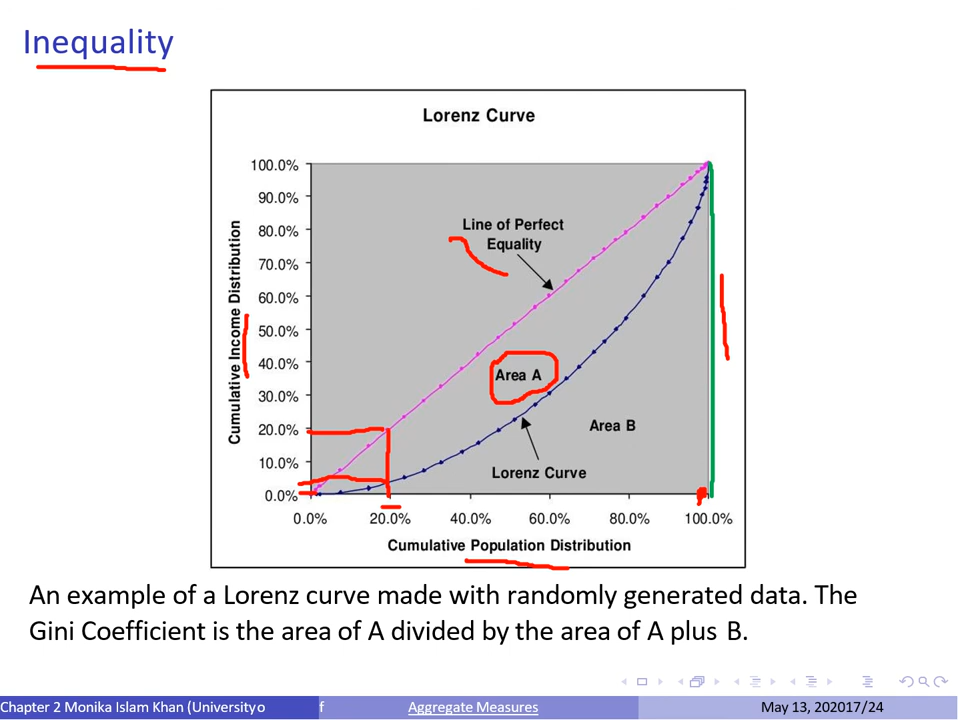 Inequality
Lorenz Curve
100.0%
90.0%
80.0%
70.0%
60.0%
50.0%
40.0%
30.0%
20.0%
10.0%
0.0%
Cumulative Income Distribution
Line of Perfect
Equality
Area A
Area B
Lorenz Curve
0.0% 20.0% 40.0% 60.0% 80.0% 100.0%
Cumulative Population Distribution
An example of a Lorenz curve made with randomly generated data. The
Gini Coefficient is the area of A divided by the area of A plus B.
Chapter 2 Monika Islam Khan (Universityo f Aggregate Measures May 13, 202017/24